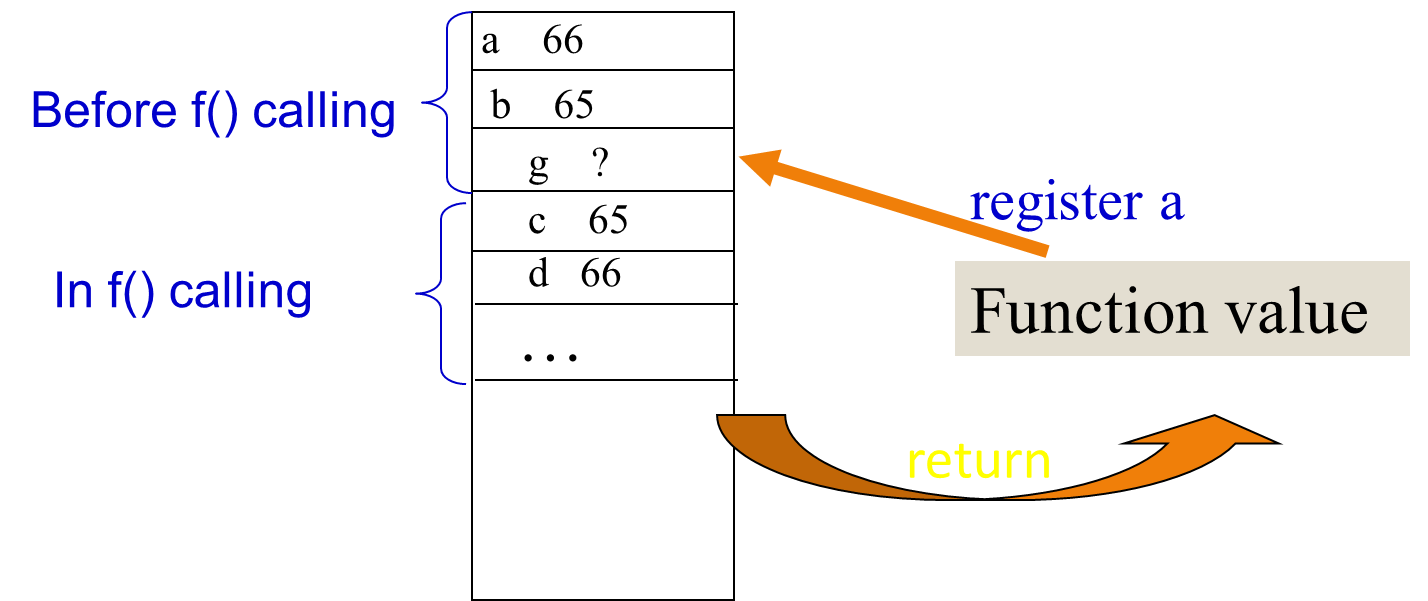 a 66
Before f() calling
b 65
g ?
register a
c 65
In f() calling
d 66
Function value
...
return